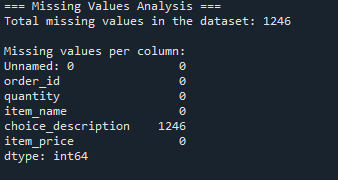 === Missing Values Analysis ===
Total missing values in the dataset: 1246
Missing values per column:
Unnamed: 0 0
order_id 0
quantity 0
item_name 0
choice_description 1246
item_price 0
dtype: int64